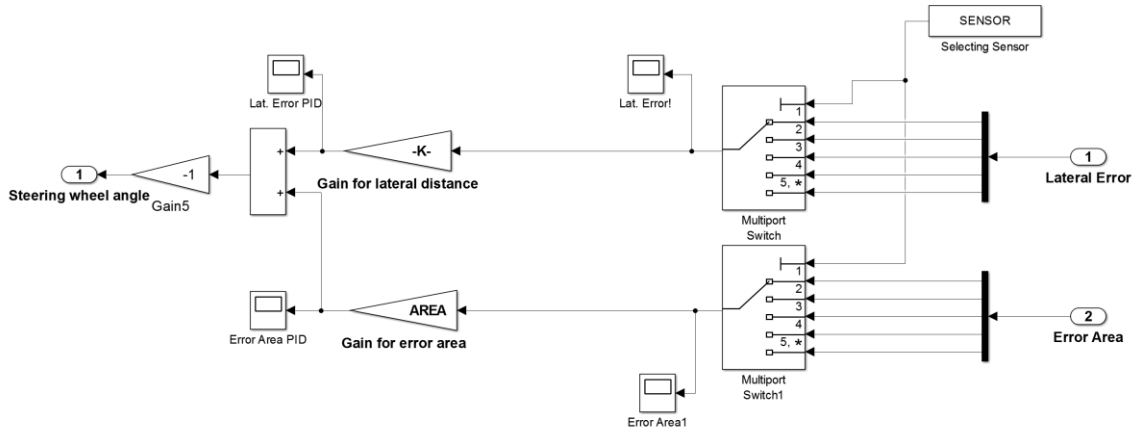 SENSOR
Selecting Sensor
Lat. Error PID
Lat. Error!
1
2
3
4
5, *
Multiport
Switch
+
+
-K-
Gain for lateral distance
1
Lateral Error
1
Steering wheel angle
-1
Gain5
1
2
3
4
5, *
Multiport
Switch1
AREA
Gain for error area
Error Area PID
2
Error Area
Error Area1